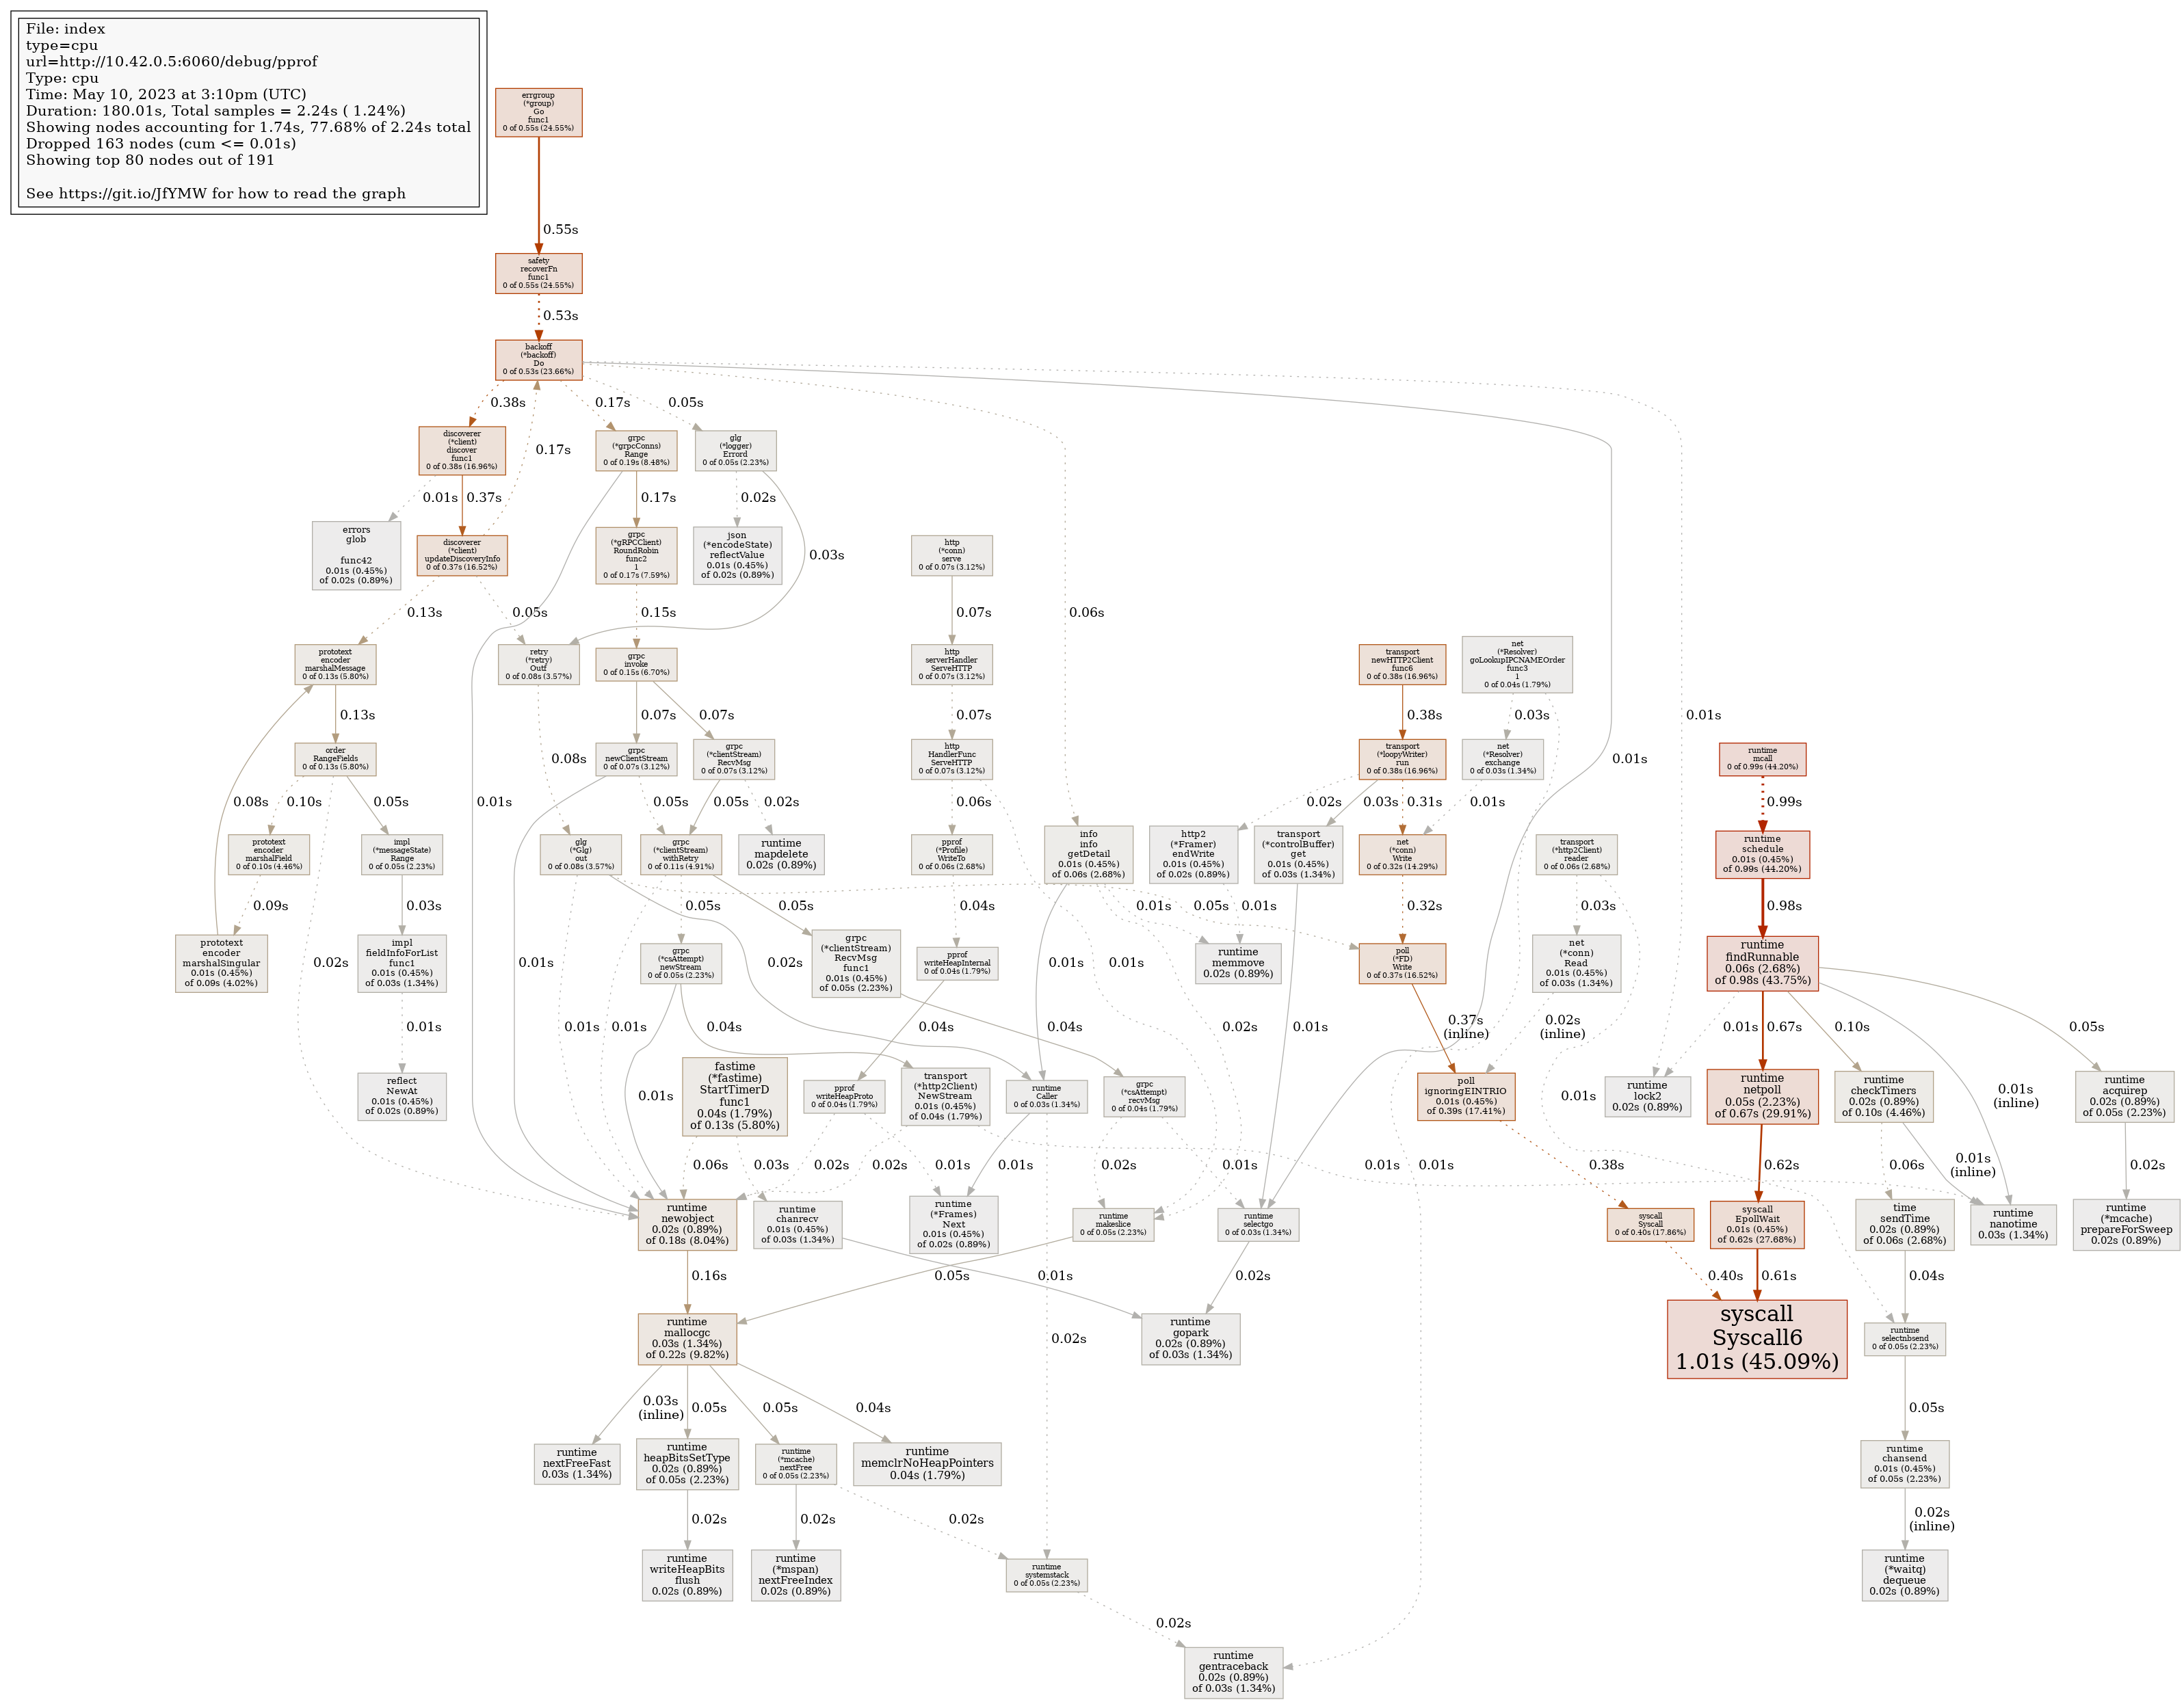 File: index
type=cpu
url=http://10.42.0.5:6060/debug/pprof
Type: cpu
Time: May 10, 2023 at 3:10pm (UTC)
Duration: 180.01s, Total samples = 2.24s ( 1.24%)
Showing nodes accounting for 1.74s, 77.68% of 2.24s total
Dropped 163 nodes (cum <= 0.01s)
Showing top 80 nodes out of 191
See https://git.io/JfYMW for how to read the graph
errgroup
(*group)
Go
func1
0 of 0.55s (24.55%)
0.55s
safety
recoverFn
func1
0 of 0.55s (24.55%)
0.53s
backoff
(*backoff)
Do
0 of 0.53s (23.66%)
0.38s
0.17s
0.05s
discoverer
(*client)
discover
func1
0 of 0.38s (16.96%)
0.17s
grpc
(*grpcConns)
Range
0 of 0.19s (8.48%)
glg
(*logger)
Errord
0 of 0.05s (2.23%)
0.01s
0.37s
0.17s
0.02s
0.03s
errors
glob
func42
0.01s (0.45%)
of 0.02s (0.89%)
discoverer
(*client)
updateDiscoveryInfo
0 of 0.37s (16.52%)
grpc
(*gRPCClient)
RoundRobin
func2
1
0 of 0.17s (7.59%)
json
(*encodeState)
reflectValue
0.01s (0.45%)
of 0.02s (0.89%)
http
(*conn)
serve
0 of 0.07s (3.12%)
0.13s
0.05s
0.15s
0.07s
0.06s
prototext
encoder
marshalMessage
0 of 0.13s (5.80%)
retry
(*retry)
Outf
0 of 0.08s (3.57%)
grpc
invoke
0 of 0.15s (6.70%)
http
serverHandler
ServeHTTP
0 of 0.07s (3.12%)
transport
newHTTP2Client
func6
0 of 0.38s (16.96%)
net
(*Resolver)
goLookupIPCNAMEOrder
func3
1
0 of 0.04s (1.79%)
0.13s
0.07s
0.07s
0.07s
0.38s
0.03s
0.01s
order
RangeFields
0 of 0.13s (5.80%)
0.08s
grpc
newClientStream
0 of 0.07s (3.12%)
grpc
(*clientStream)
RecvMsg
0 of 0.07s (3.12%)
http
HandlerFunc
ServeHTTP
0 of 0.07s (3.12%)
transport
(*loopyWriter)
run
0 of 0.38s (16.96%)
net
(*Resolver)
exchange
0 of 0.03s (1.34%)
0.01s
runtime
mcall
0 of 0.99s (44.20%)
0.08s
0.10s
0.05s
0.01s
0.05s
0.05s
0.02s
0.06s
0.02s
0.03s
0.31s
0.01s
0.99s
prototext
encoder
marshalField
0 of 0.10s (4.46%)
impl
(*messageState)
Range
0 of 0.05s (2.23%)
glg
(*Glg)
out
0 of 0.08s (3.57%)
grpc
(*clientStream)
withRetry
0 of 0.11s (4.91%)
runtime
mapdelete
0.02s (0.89%)
pprof
(*Profile)
WriteTo
0 of 0.06s (2.68%)
info
info
getDetail
0.01s (0.45%)
of 0.06s (2.68%)
http2
(*Framer)
endWrite
0.01s (0.45%)
of 0.02s (0.89%)
transport
(*controlBuffer)
get
0.01s (0.45%)
of 0.03s (1.34%)
net
(*conn)
Write
0 of 0.32s (14.29%)
transport
(*http2Client)
reader
0 of 0.06s (2.68%)
runtime
schedule
0.01s (0.45%)
of 0.99s (44.20%)
0.09s
0.03s
0.05s
0.05s
0.04s
0.01s
0.05s
0.01s
0.32s
0.03s
0.98s
prototext
encoder
marshalSingular
0.01s (0.45%)
of 0.09s (4.02%)
0.02s
impl
fieldInfoForList
func1
0.01s (0.45%)
of 0.03s (1.34%)
0.01s
grpc
(*csAttempt)
newStream
0 of 0.05s (2.23%)
0.02s
grpc
(*clientStream)
RecvMsg
func1
0.01s (0.45%)
of 0.05s (2.23%)
pprof
writeHeapInternal
0 of 0.04s (1.79%)
0.01s
0.01s
runtime
memmove
0.02s (0.89%)
poll
(*FD)
Write
0 of 0.37s (16.52%)
net
(*conn)
Read
0.01s (0.45%)
of 0.03s (1.34%)
runtime
findRunnable
0.06s (2.68%)
of 0.98s (43.75%)
0.01s
0.01s
0.01s
0.04s
0.04s
0.04s
0.02s
0.01s
0.37s
(inline)
0.02s
(inline)
0.01s
0.67s
0.10s
0.05s
reflect
NewAt
0.01s (0.45%)
of 0.02s (0.89%)
0.01s
fastime
(*fastime)
StartTimerD
func1
0.04s (1.79%)
of 0.13s (5.80%)
pprof
writeHeapProto
0 of 0.04s (1.79%)
transport
(*http2Client)
NewStream
0.01s (0.45%)
of 0.04s (1.79%)
runtime
Caller
0 of 0.03s (1.34%)
grpc
(*csAttempt)
recvMsg
0 of 0.04s (1.79%)
poll
ignoringEINTRIO
0.01s (0.45%)
of 0.39s (17.41%)
0.01s
runtime
lock2
0.02s (0.89%)
runtime
netpoll
0.05s (2.23%)
of 0.67s (29.91%)
runtime
checkTimers
0.02s (0.89%)
of 0.10s (4.46%)
0.01s
(inline)
runtime
acquirep
0.02s (0.89%)
of 0.05s (2.23%)
0.06s
0.03s
0.02s
0.02s
0.01s
0.01s
0.02s
0.01s
0.01s
0.01s
0.38s
0.62s
0.06s
0.01s
(inline)
0.02s
runtime
newobject
0.02s (0.89%)
of 0.18s (8.04%)
runtime
chanrecv
0.01s (0.45%)
of 0.03s (1.34%)
runtime
(*Frames)
Next
0.01s (0.45%)
of 0.02s (0.89%)
runtime
makeslice
0 of 0.05s (2.23%)
runtime
selectgo
0 of 0.03s (1.34%)
syscall
Syscall
0 of 0.40s (17.86%)
syscall
EpollWait
0.01s (0.45%)
of 0.62s (27.68%)
time
sendTime
0.02s (0.89%)
of 0.06s (2.68%)
runtime
nanotime
0.03s (1.34%)
runtime
(*mcache)
prepareForSweep
0.02s (0.89%)
0.16s
0.05s
0.01s
0.02s
0.40s
0.61s
0.04s
runtime
mallocgc
0.03s (1.34%)
of 0.22s (9.82%)
0.02s
runtime
gopark
0.02s (0.89%)
of 0.03s (1.34%)
syscall
Syscall6
1.01s (45.09%)
runtime
selectnbsend
0 of 0.05s (2.23%)
0.03s
(inline)
0.05s
0.05s
0.04s
0.05s
runtime
nextFreeFast
0.03s (1.34%)
runtime
heapBitsSetType
0.02s (0.89%)
of 0.05s (2.23%)
runtime
(*mcache)
nextFree
0 of 0.05s (2.23%)
runtime
memclrNoHeapPointers
0.04s (1.79%)
runtime
chansend
0.01s (0.45%)
of 0.05s (2.23%)
0.02s
0.02s
0.02s
0.02s
(inline)
runtime
writeHeapBits
flush
0.02s (0.89%)
runtime
(*mspan)
nextFreeIndex
0.02s (0.89%)
runtime
systemstack
0 of 0.05s (2.23%)
runtime
(*waitq)
dequeue
0.02s (0.89%)
0.02s
runtime
gentraceback
0.02s (0.89%)
of 0.03s (1.34%)